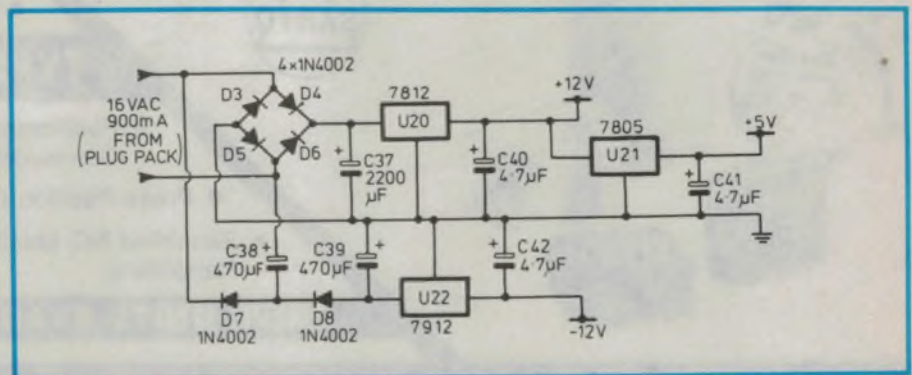 4x1N4002
16VAC
900mA
FROM
(PLUG PACK)
D3
D4
D5
D6
7812
U20
+12V
7805
U21
+5V
+
C37
2200
µF
+
C40
4·7µF
+
C41
4·7µF
C38
470µF
+
C39
470µF
+
+
C42
4·7µF
D7
1N4002
D8
1N4002
U22
7912
-12V